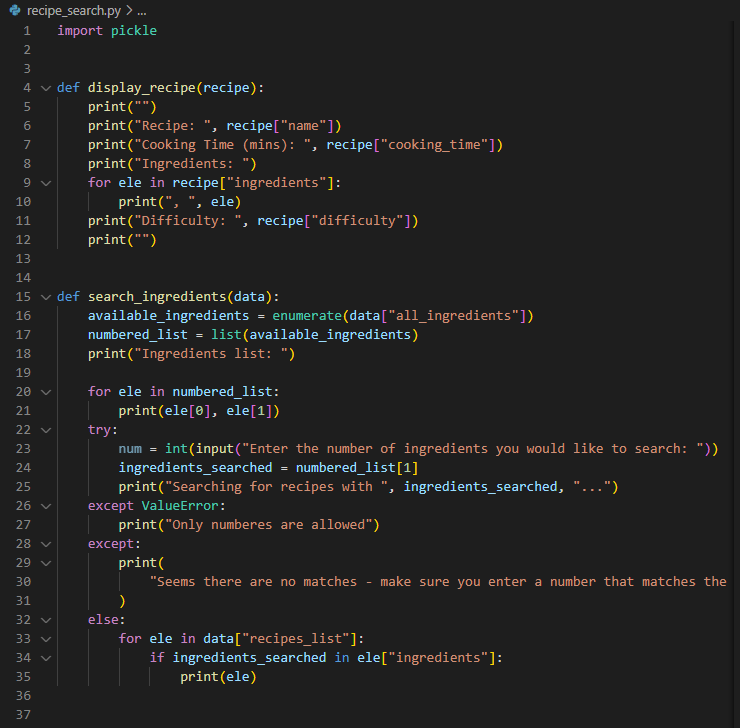 recipe_search.py > ...
1 import pickle
2
3
4 def display_recipe(recipe):
5     print("")
6     print("Recipe: ", recipe["name"])
7     print("Cooking Time (mins): ", recipe["cooking_time"])
8     print("Ingredients: ")
9     for ele in recipe["ingredients"]:
10         print(", ", ele)
11     print("Difficulty: ", recipe["difficulty"])
12     print("")
13
14
15 def search_ingredients(data):
16     available_ingredients = enumerate(data["all_ingredients"])
17     numbered_list = list(available_ingredients)
18     print("Ingredients list: ")
19
20     for ele in numbered_list:
21         print(ele[0], ele[1])
22     try:
23         num = int(input("Enter the number of ingredients you would like to search: "))
24         ingredients_searched = numbered_list[1]
25         print("Searching for recipes with ", ingredients_searched, "...")
26     except ValueError:
27         print("Only numberes are allowed")
28     except:
29         print(
30             "Seems there are no matches - make sure you enter a number that matches the
31         )
32     else:
33         for ele in data["recipes_list"]:
34             if ingredients_searched in ele["ingredients"]:
35                 print(ele)
36
37